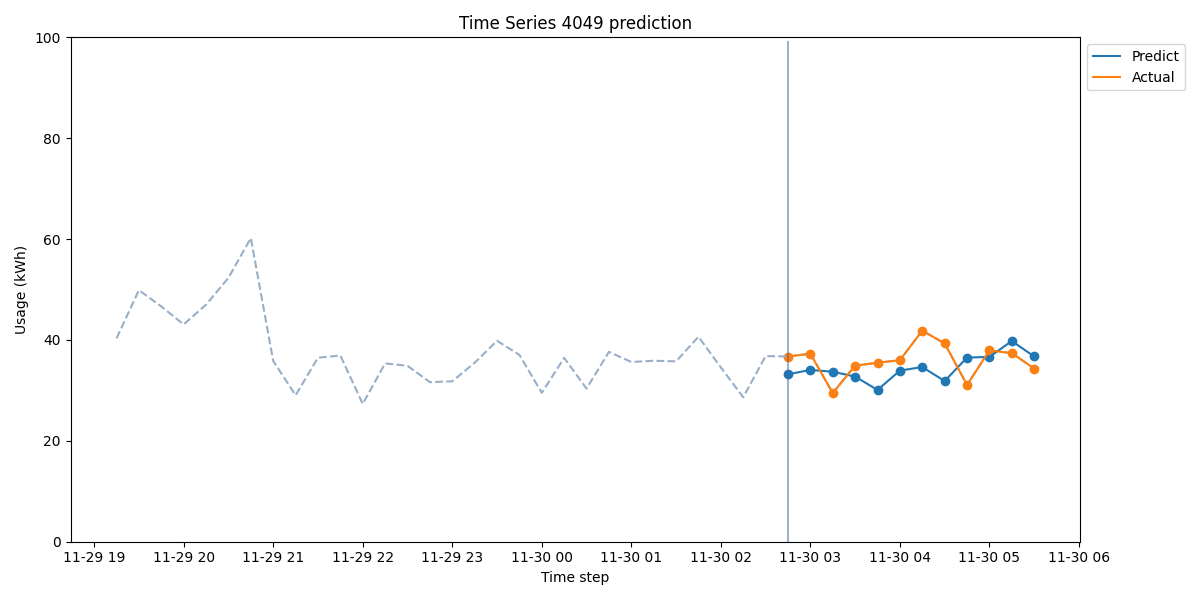 Time Series 4049 prediction
100
80
60
40
20
0
Usage (kWh)
11-29 19 11-29 20 11-29 21 11-29 22 11-29 23 11-30 00 11-30 01 11-30 02 11-30 03 11-30 04 11-30 05 11-30 06
Time step
Predict
Actual